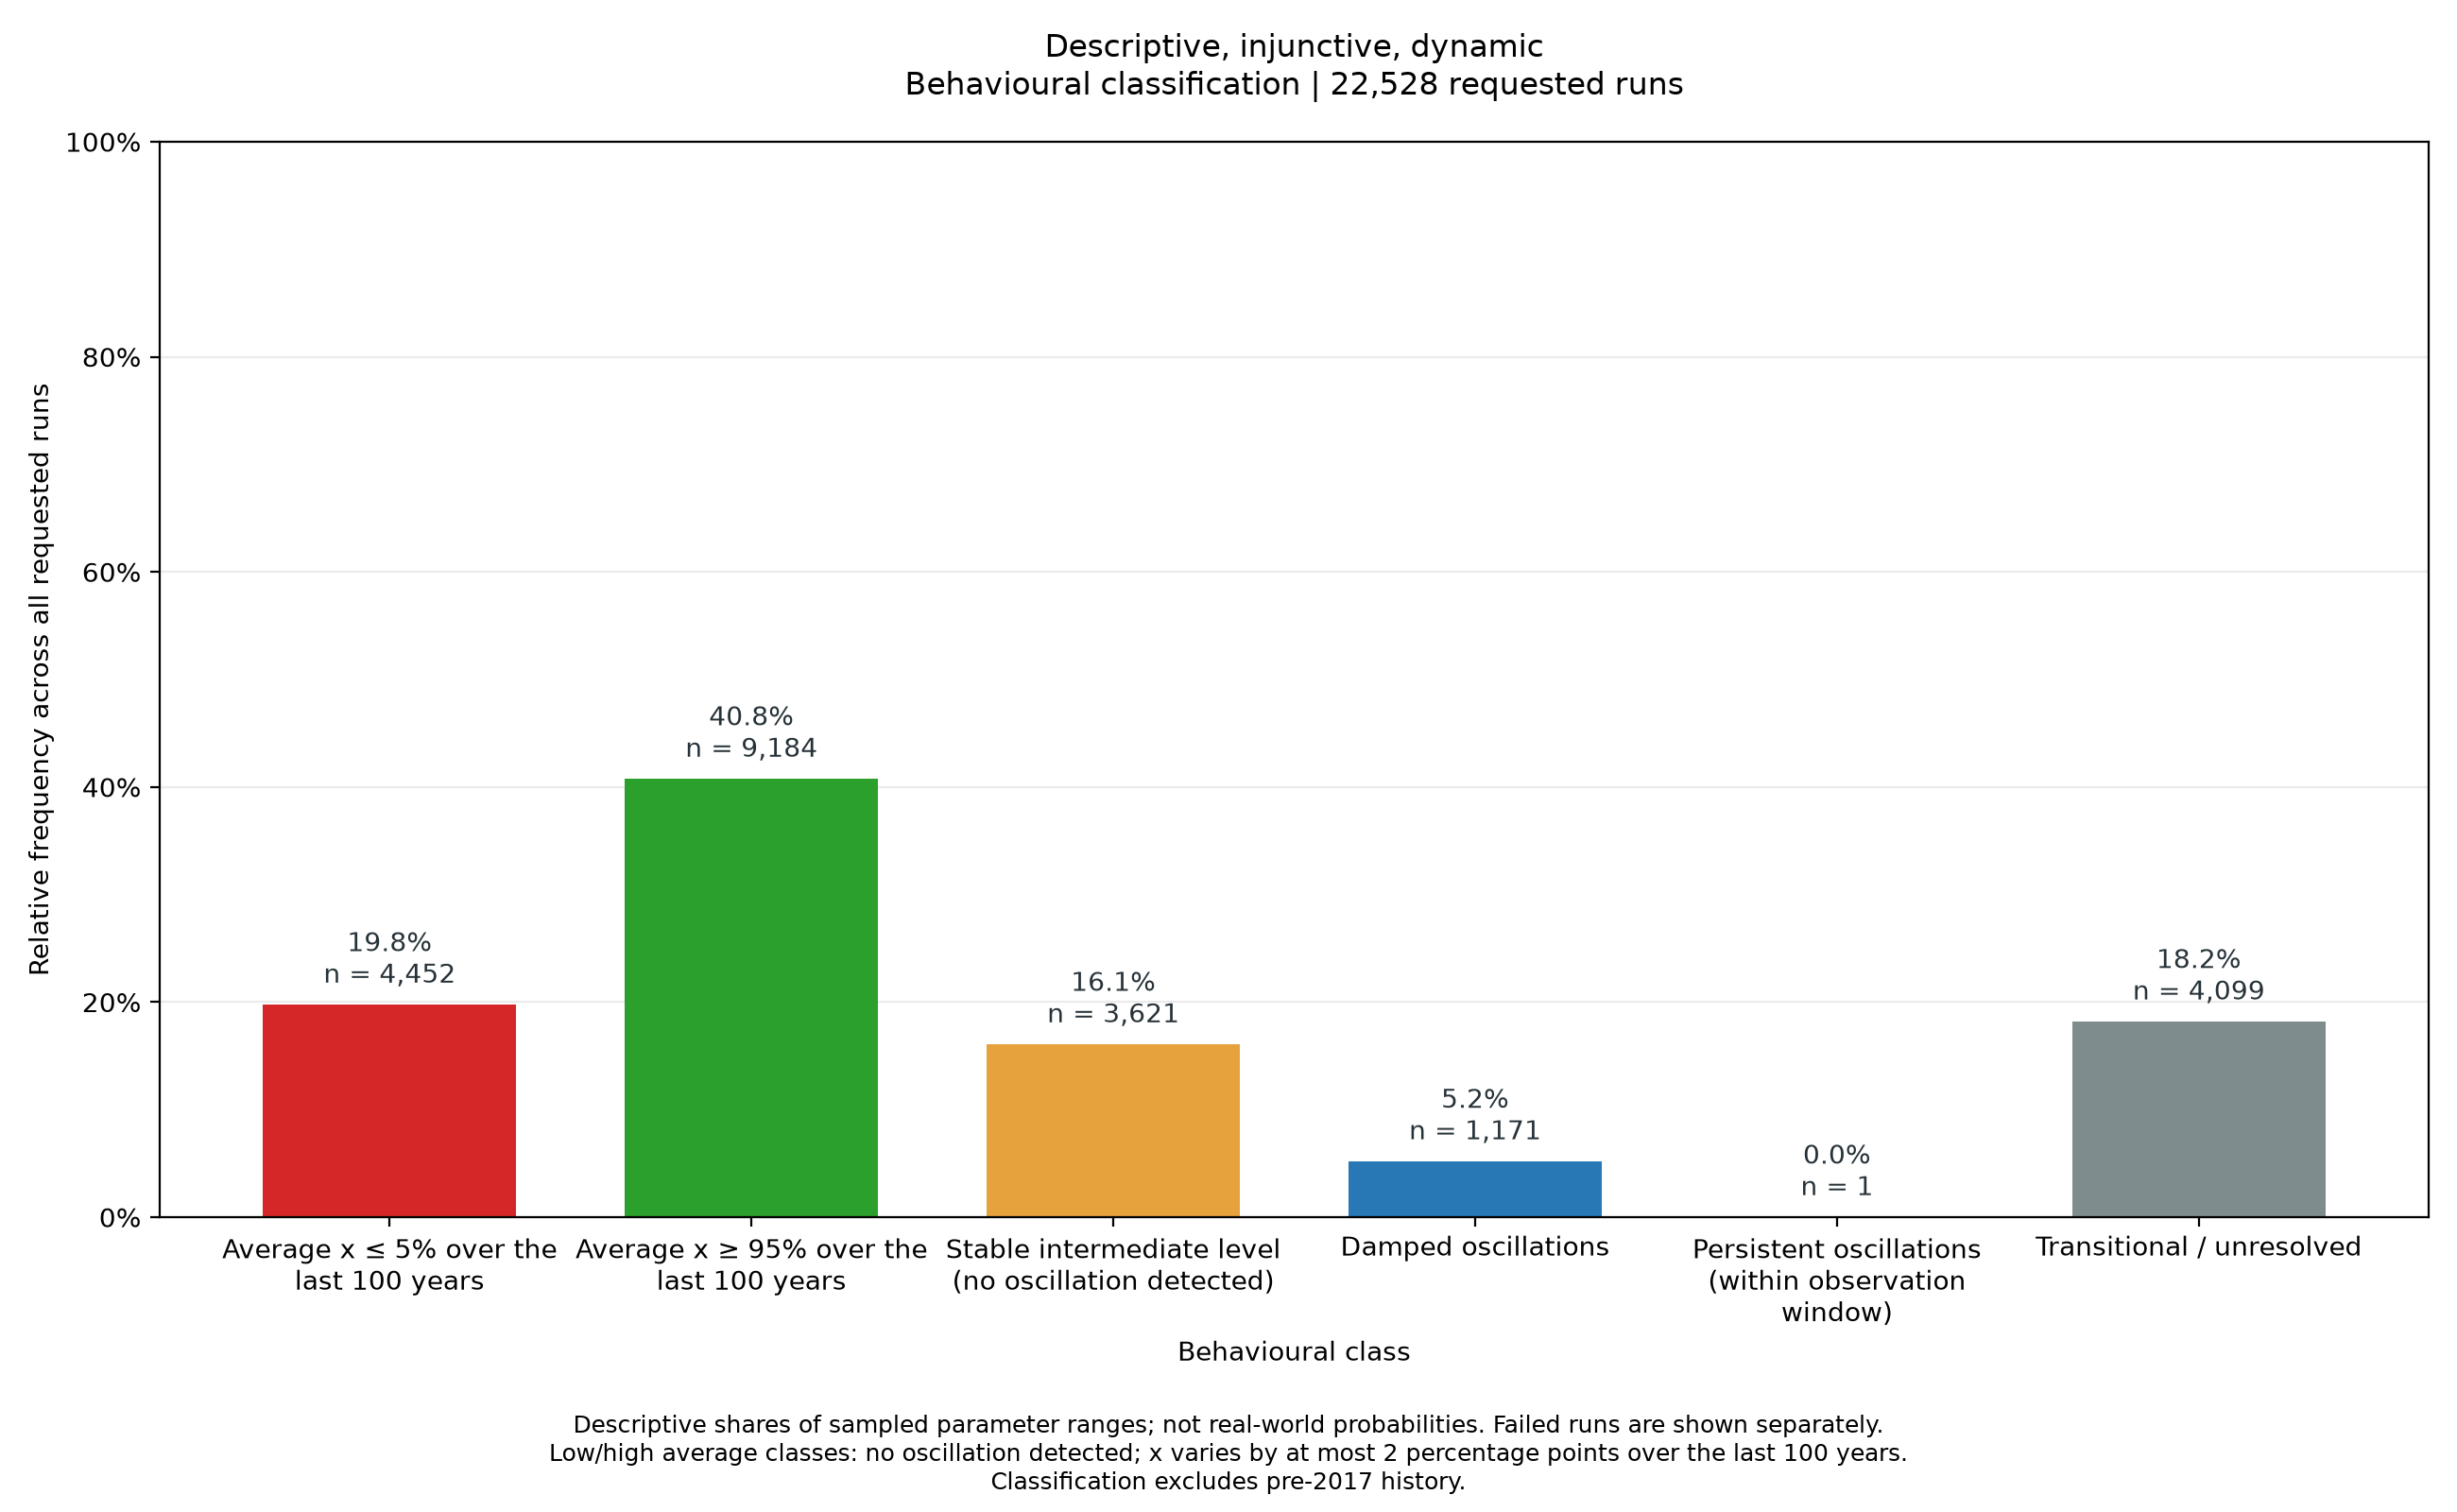 Descriptive, injunctive, dynamic
Behavioural classification | 22,528 requested runs
Relative frequency across all requested runs
100%
80%
60%
40%
20%
0%
19.8%
n = 4,452
40.8%
n = 9,184
16.1%
n = 3,621
5.2%
n = 1,171
0.0%
n = 1
18.2%
n = 4,099
Average x ≤ 5% over the
last 100 years
Average x ≥ 95% over the
last 100 years
Stable intermediate level
(no oscillation detected)
Damped oscillations
Persistent oscillations
(within observation
window)
Transitional / unresolved
Behavioural class
Descriptive shares of sampled parameter ranges; not real-world probabilities. Failed runs are shown separately.
Low/high average classes: no oscillation detected; x varies by at most 2 percentage points over the last 100 years.
Classification excludes pre-2017 history.